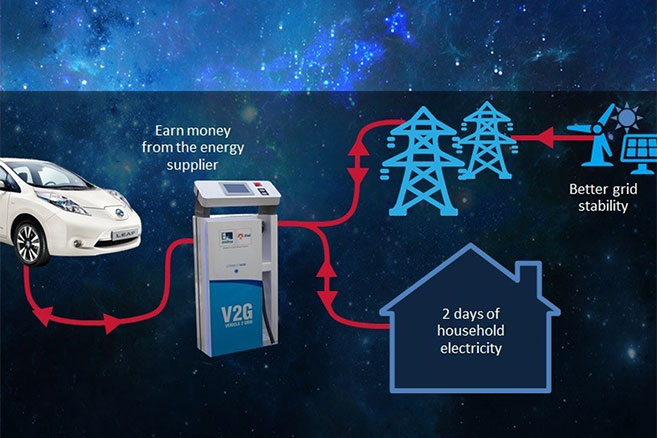 Earn money
from the energy
supplier
Better grid
stability
LEAF
V2G
2 days of
household
electricity